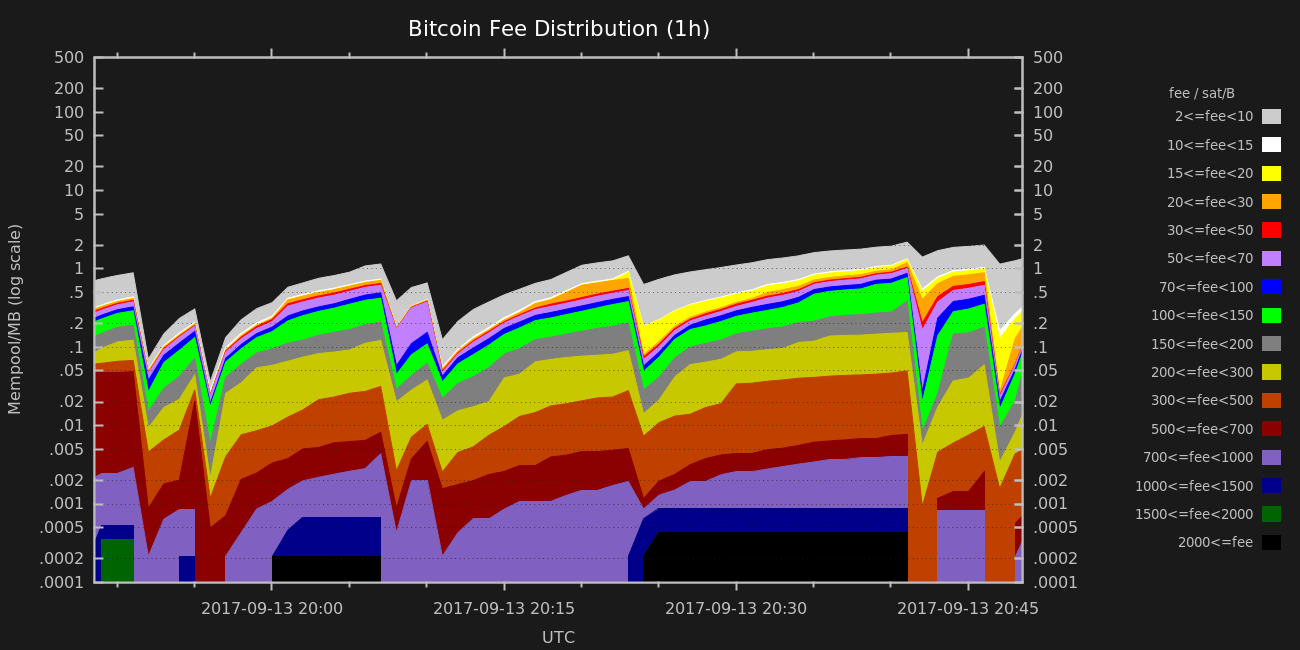 Bitcoin Fee Distribution (1h)
500
200
100
50
20
10
5
2
1
.5
.2
.1
.05
.02
.01
.005
.002
.001
.0005
.0002
.0001
Mempool/MB (log scale)
500
200
100
50
20
10
5
2
1
.5
.2
.1
.05
.02
.01
.005
.002
.001
.0005
.0002
.0001
2017-09-13 20:00 2017-09-13 20:15 2017-09-13 20:30 2017-09-13 20:45
UTC
fee / sat/B
2<=fee<10
10<=fee<15
15<=fee<20
20<=fee<30
30<=fee<50
50<=fee<70
70<=fee<100
100<=fee<150
150<=fee<200
200<=fee<300
300<=fee<500
500<=fee<700
700<=fee<1000
1000<=fee<1500
1500<=fee<2000
2000<=fee